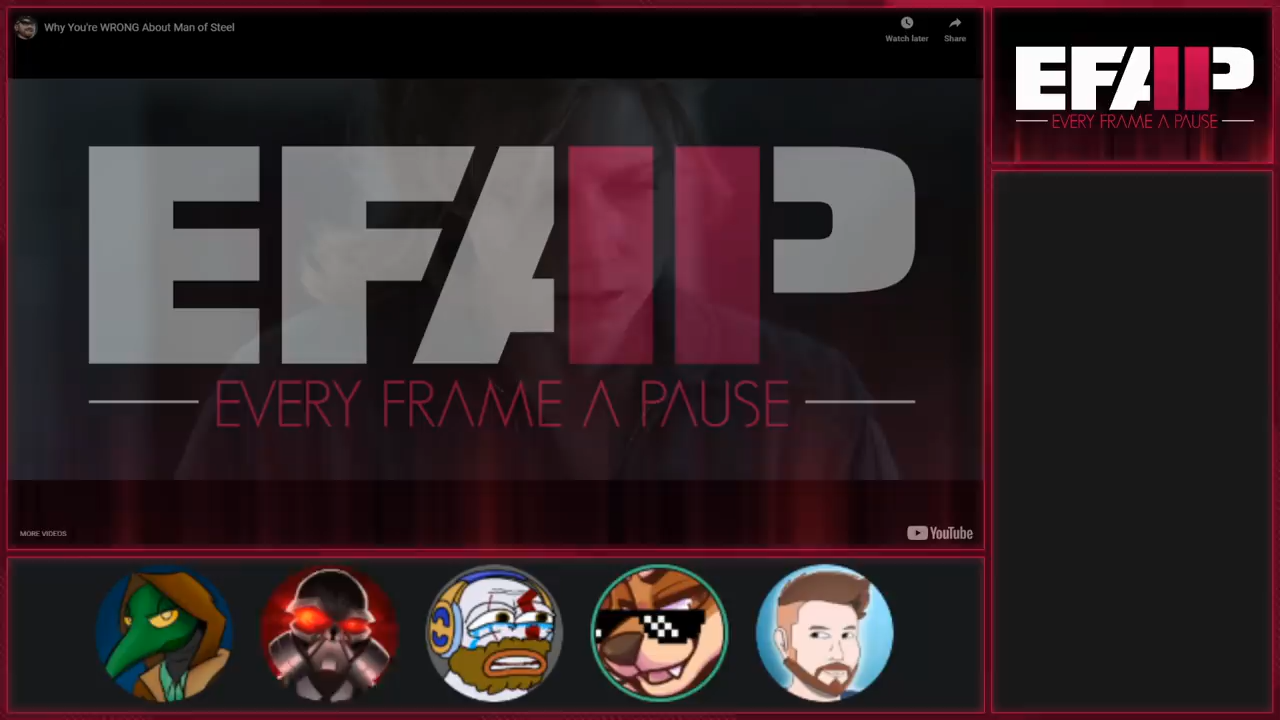 Why You're WRONG About Man of Steel
Watch later
Share
EFAP
EVERY FRAME A PAUSE
EFAP
EVERY FRAME A PAUSE
MORE VIDEOS
YouTube